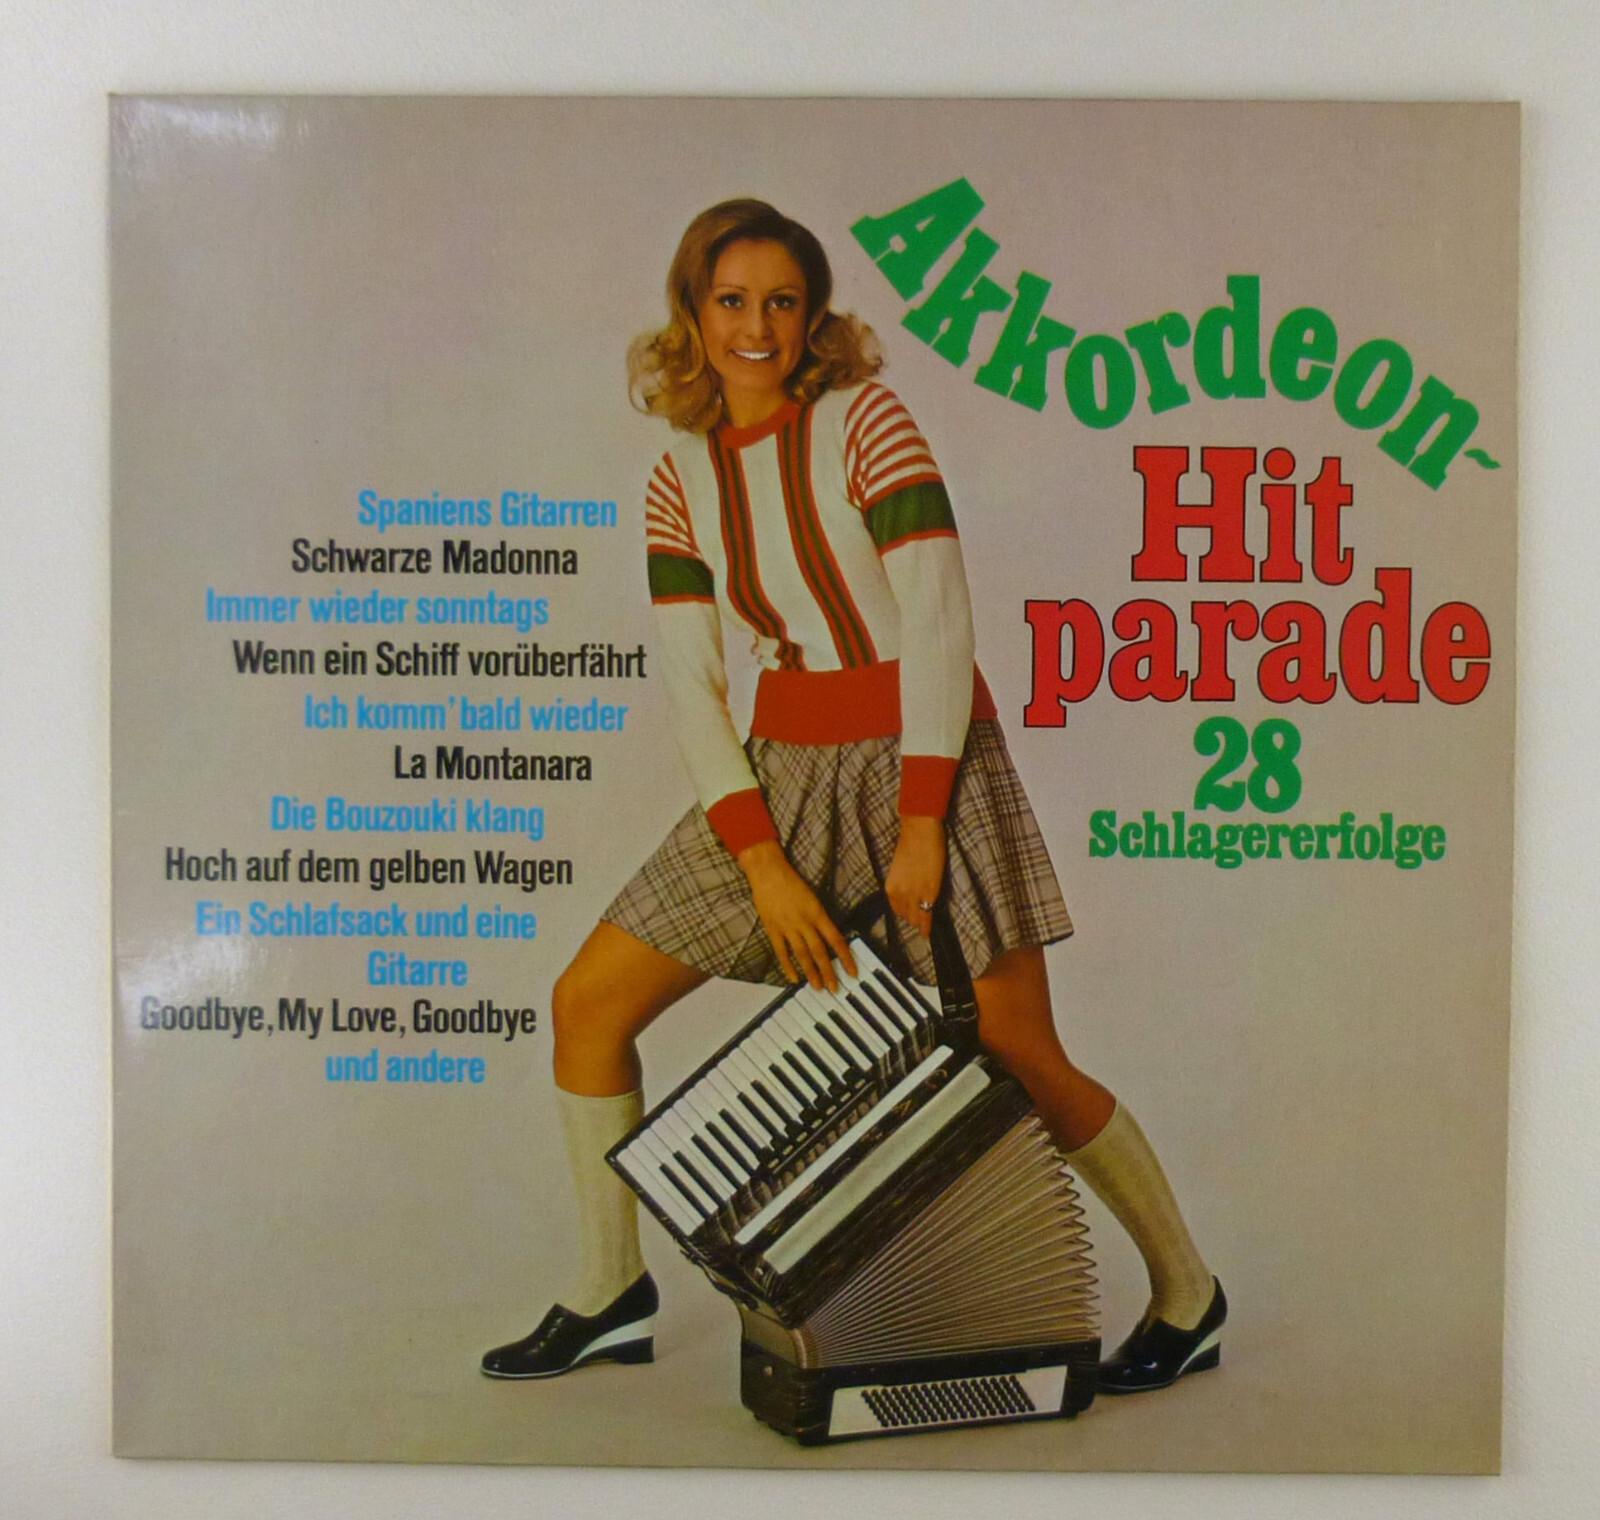 Akkordeon-
Hit
parade
28
Schlagererfolge
Spaniens Gitarren
Schwarze Madonna
Immer wieder sonntags
Wenn ein Schiff vorüberfährt
Ich komm' bald wieder
La Montanara
Die Bouzouki klang
Hoch auf dem gelben Wagen
Ein Schlafsack und eine
Gitarre
Goodbye, My Love, Goodbye
und andere